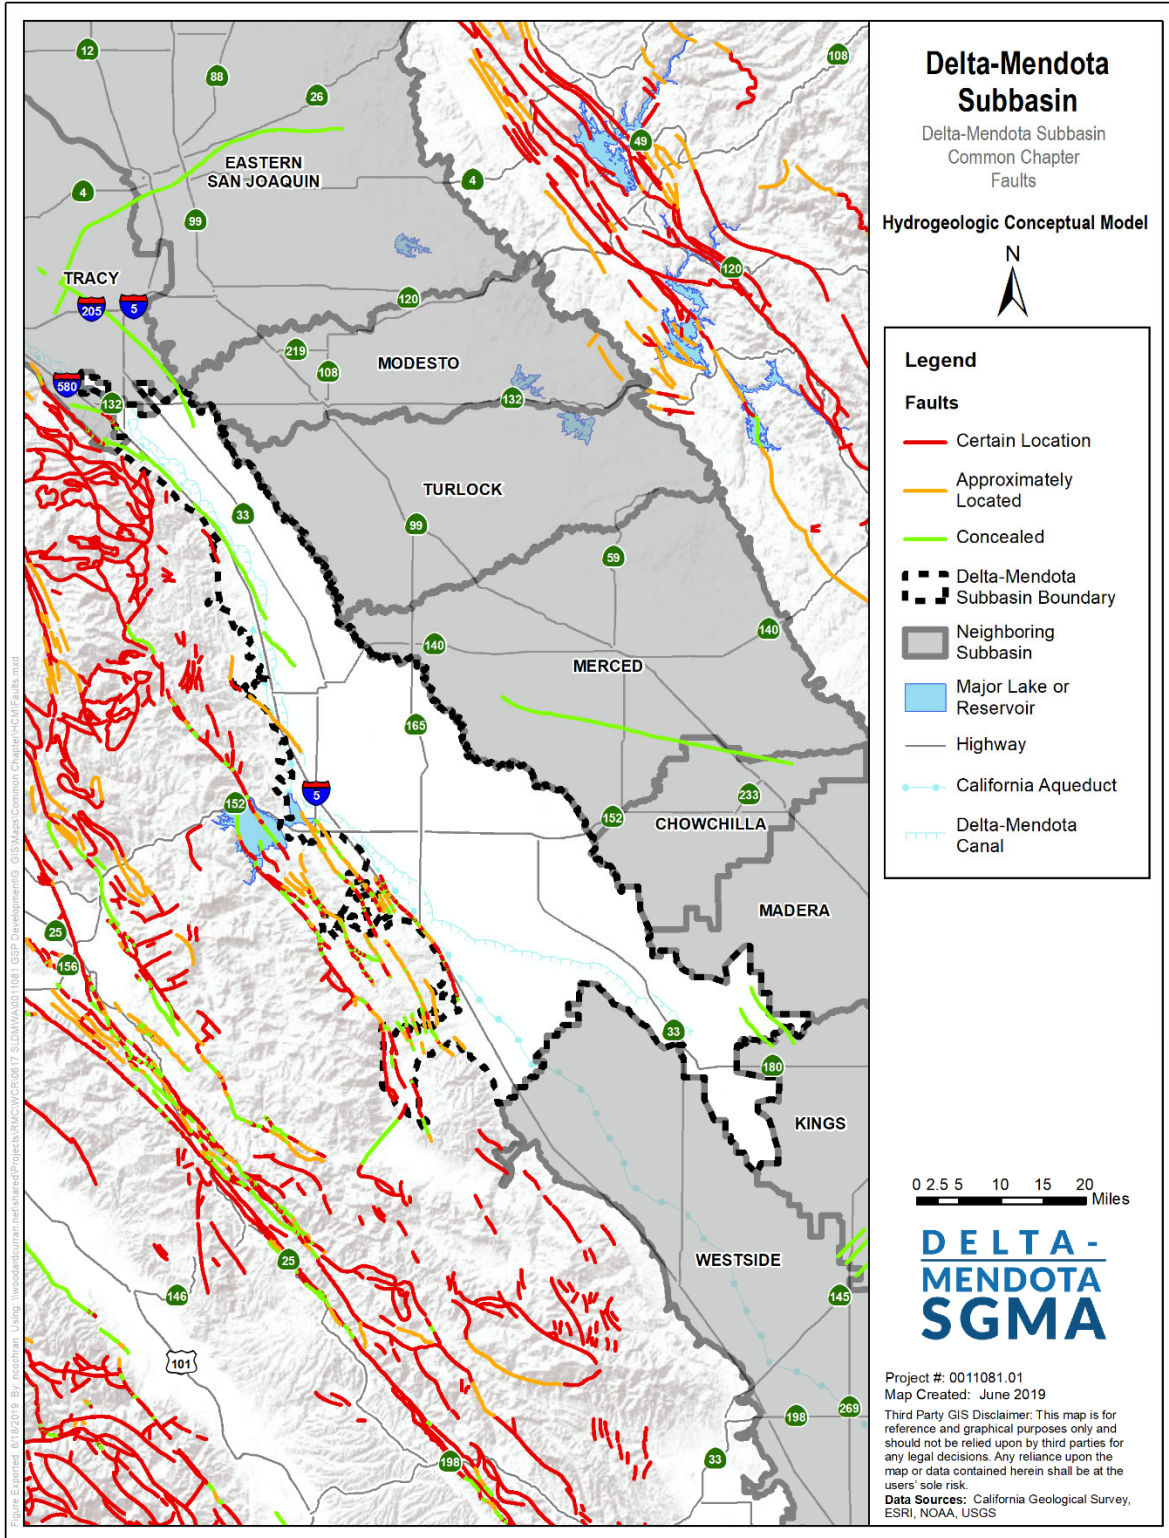 Delta-Mendota
Subbasin
Delta-Mendota Subbasin
Common Chapter
Faults
Hydrogeologic Conceptual Model
N
Legend
Faults
Certain Location
Approximately
Located
Concealed
Delta-Mendota
Subbasin Boundary
Neighboring
Subbasin
Major Lake or
Reservoir
Highway
California Aqueduct
Delta-Mendota
Canal
0 2.5 5 10 15 20
Miles
DELTA-
MENDOTA
SGMA
Project #: 0011081.01
Map Created: June 2019
Third Party GIS Disclaimer: This map is for
reference and graphical purposes only and
should not be relied upon by third parties for
any legal decisions. Any reliance upon the
map or data contained herein shall be at the
users' sole risk.
Data Sources: California Geological Survey,
ESRI, NOAA, USGS
12
88
26
108
49
EASTERN
SAN JOAQUIN
4
4
99
TRACY
205
5
120
120
219
108
MODESTO
580
132
132
TURLOCK
33
99
59
140
140
MERCED
165
5
152
152
233
CHOWCHILLA
MADERA
25
156
33
180
KINGS
WESTSIDE
25
146
145
101
198
269
198
33